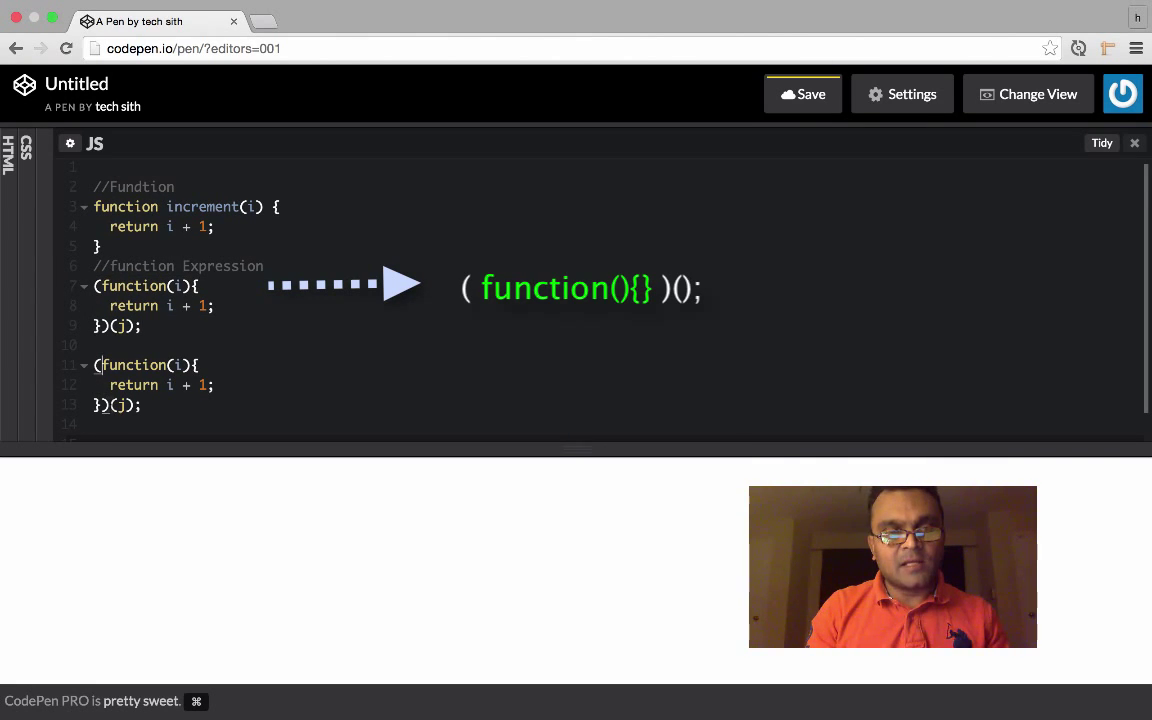 A Pen by tech sith
h
codepen.io/pen/?editors=001
Untitled
A PEN BY tech sith
Save
Settings
Change View
HTML
CSS
JS
Tidy
1
2 //Fundtion
3 function increment(i) {
4 return i + 1;
5 }
6 //function Expression
7 (function(i){
8 return i + 1;
9 })(j);
10
11 (function(i){
12 return i + 1;
13 })(j);
14
( function(){} )();
CodePen PRO is pretty sweet. ⌘